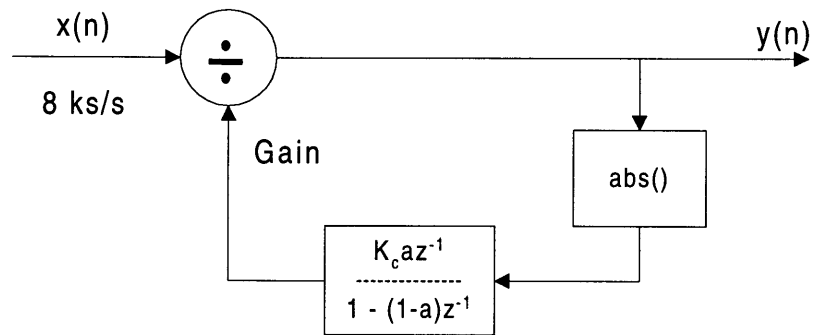 x(n)
÷
y(n)
8 ks/s
Gain
abs()
K_c az⁻¹
1 - (1-a)z⁻¹